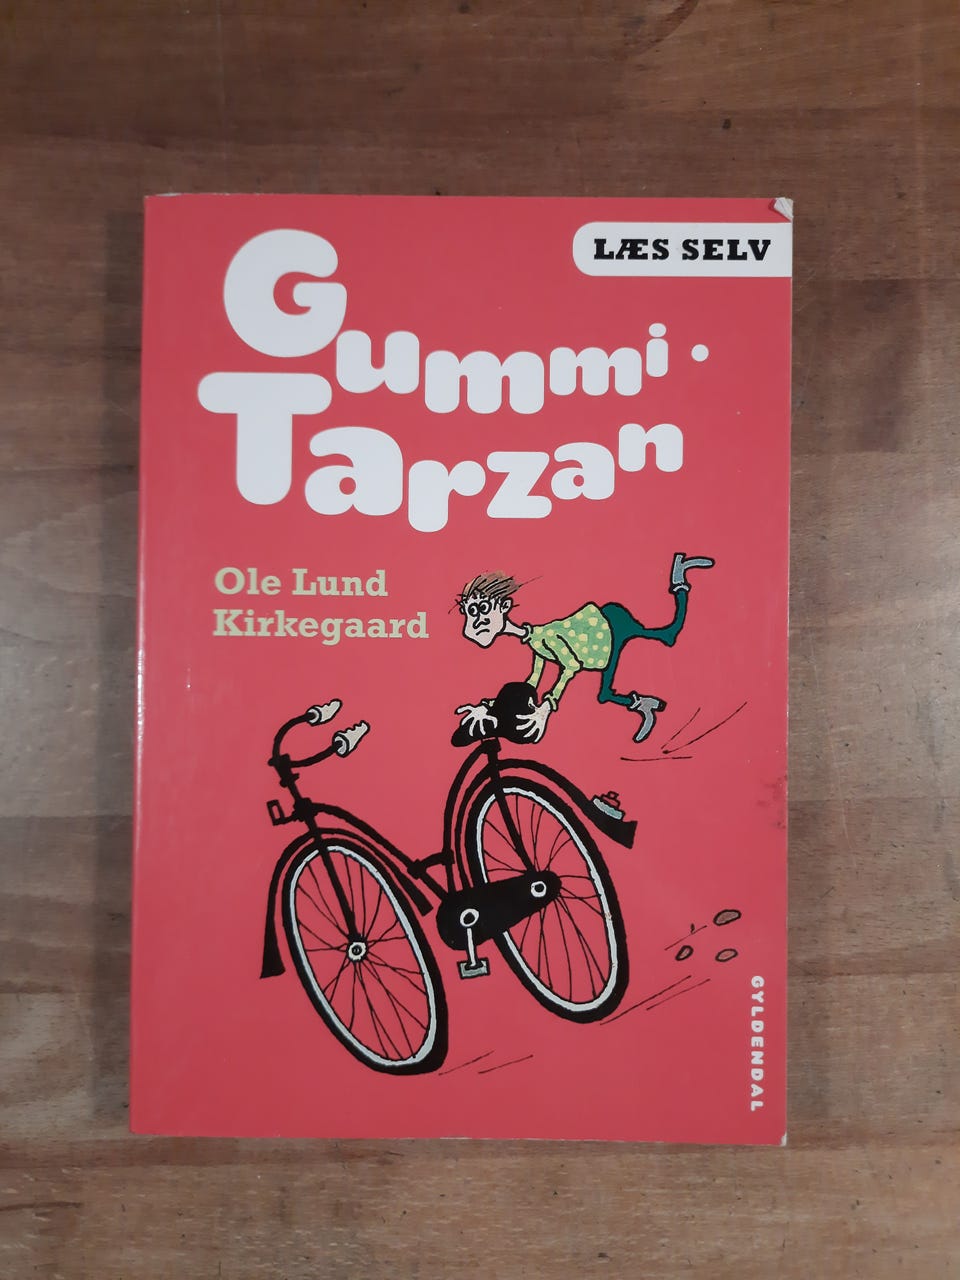 LÆS SELV
Gummi·
Tarzan
Ole Lund
Kirkegaard
GYLDENDAL